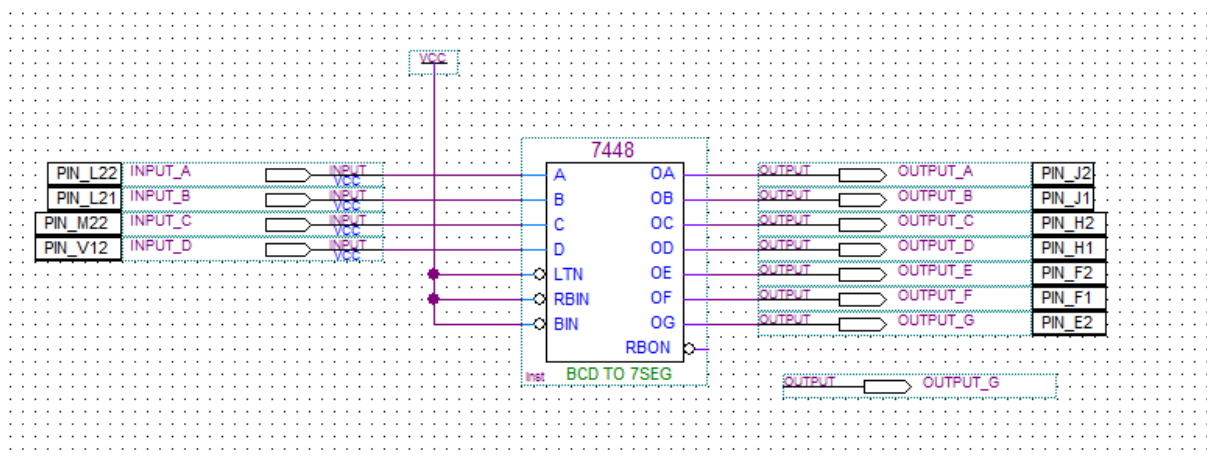 VCC
7448
PIN_L22 INPUT_A INPUT VCC A OA OUTPUT OUTPUT_A PIN_J2
PIN_L21 INPUT_B INPUT VCC B OB OUTPUT OUTPUT_B PIN_J1
PIN_M22 INPUT_C INPUT VCC C OC OUTPUT OUTPUT_C PIN_H2
PIN_V12 INPUT_D INPUT VCC D OD OUTPUT OUTPUT_D PIN_H1
LTN OE OUTPUT OUTPUT_E PIN_F2
RBIN OF OUTPUT OUTPUT_F PIN_F1
BIN OG OUTPUT OUTPUT_G PIN_E2
RBON
inst BCD TO 7SEG
OUTPUT OUTPUT_G